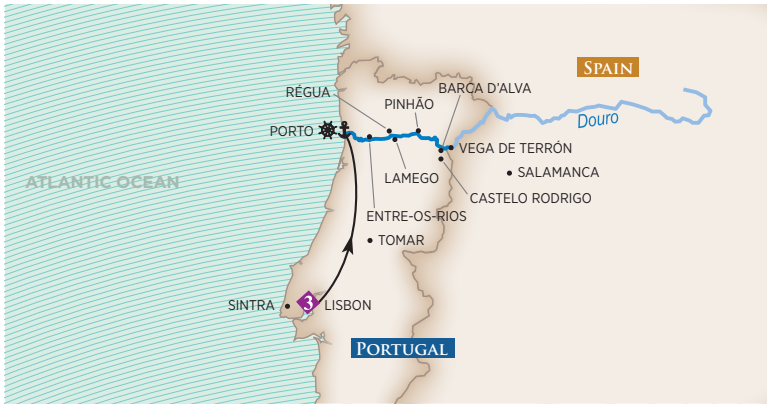 SPAIN
BARCA D'ALVA
RÉGUA
PINHÃO
Douro
PORTO
VEGA DE TERRÓN
SALAMANCA
LAMEGO
ATLANTIC OCEAN
CASTELO RODRIGO
ENTRE-OS-RIOS
TOMAR
SINTRA
3
LISBON
PORTUGAL